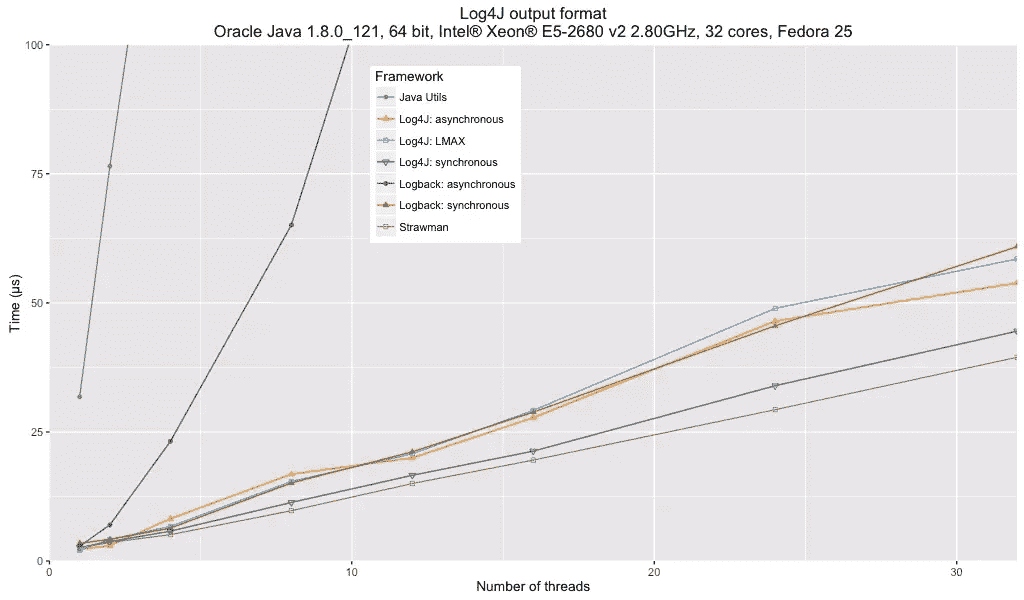 Log4J output format
Oracle Java 1.8.0_121, 64 bit, Intel® Xeon® E5-2680 v2 2.80GHz, 32 cores, Fedora 25
100
75
50
25
0
Time (µs)
Framework
Java Utils
Log4J: asynchronous
Log4J: LMAX
Log4J: synchronous
Logback: asynchronous
Logback: synchronous
Strawman
0 10 20 30
Number of threads